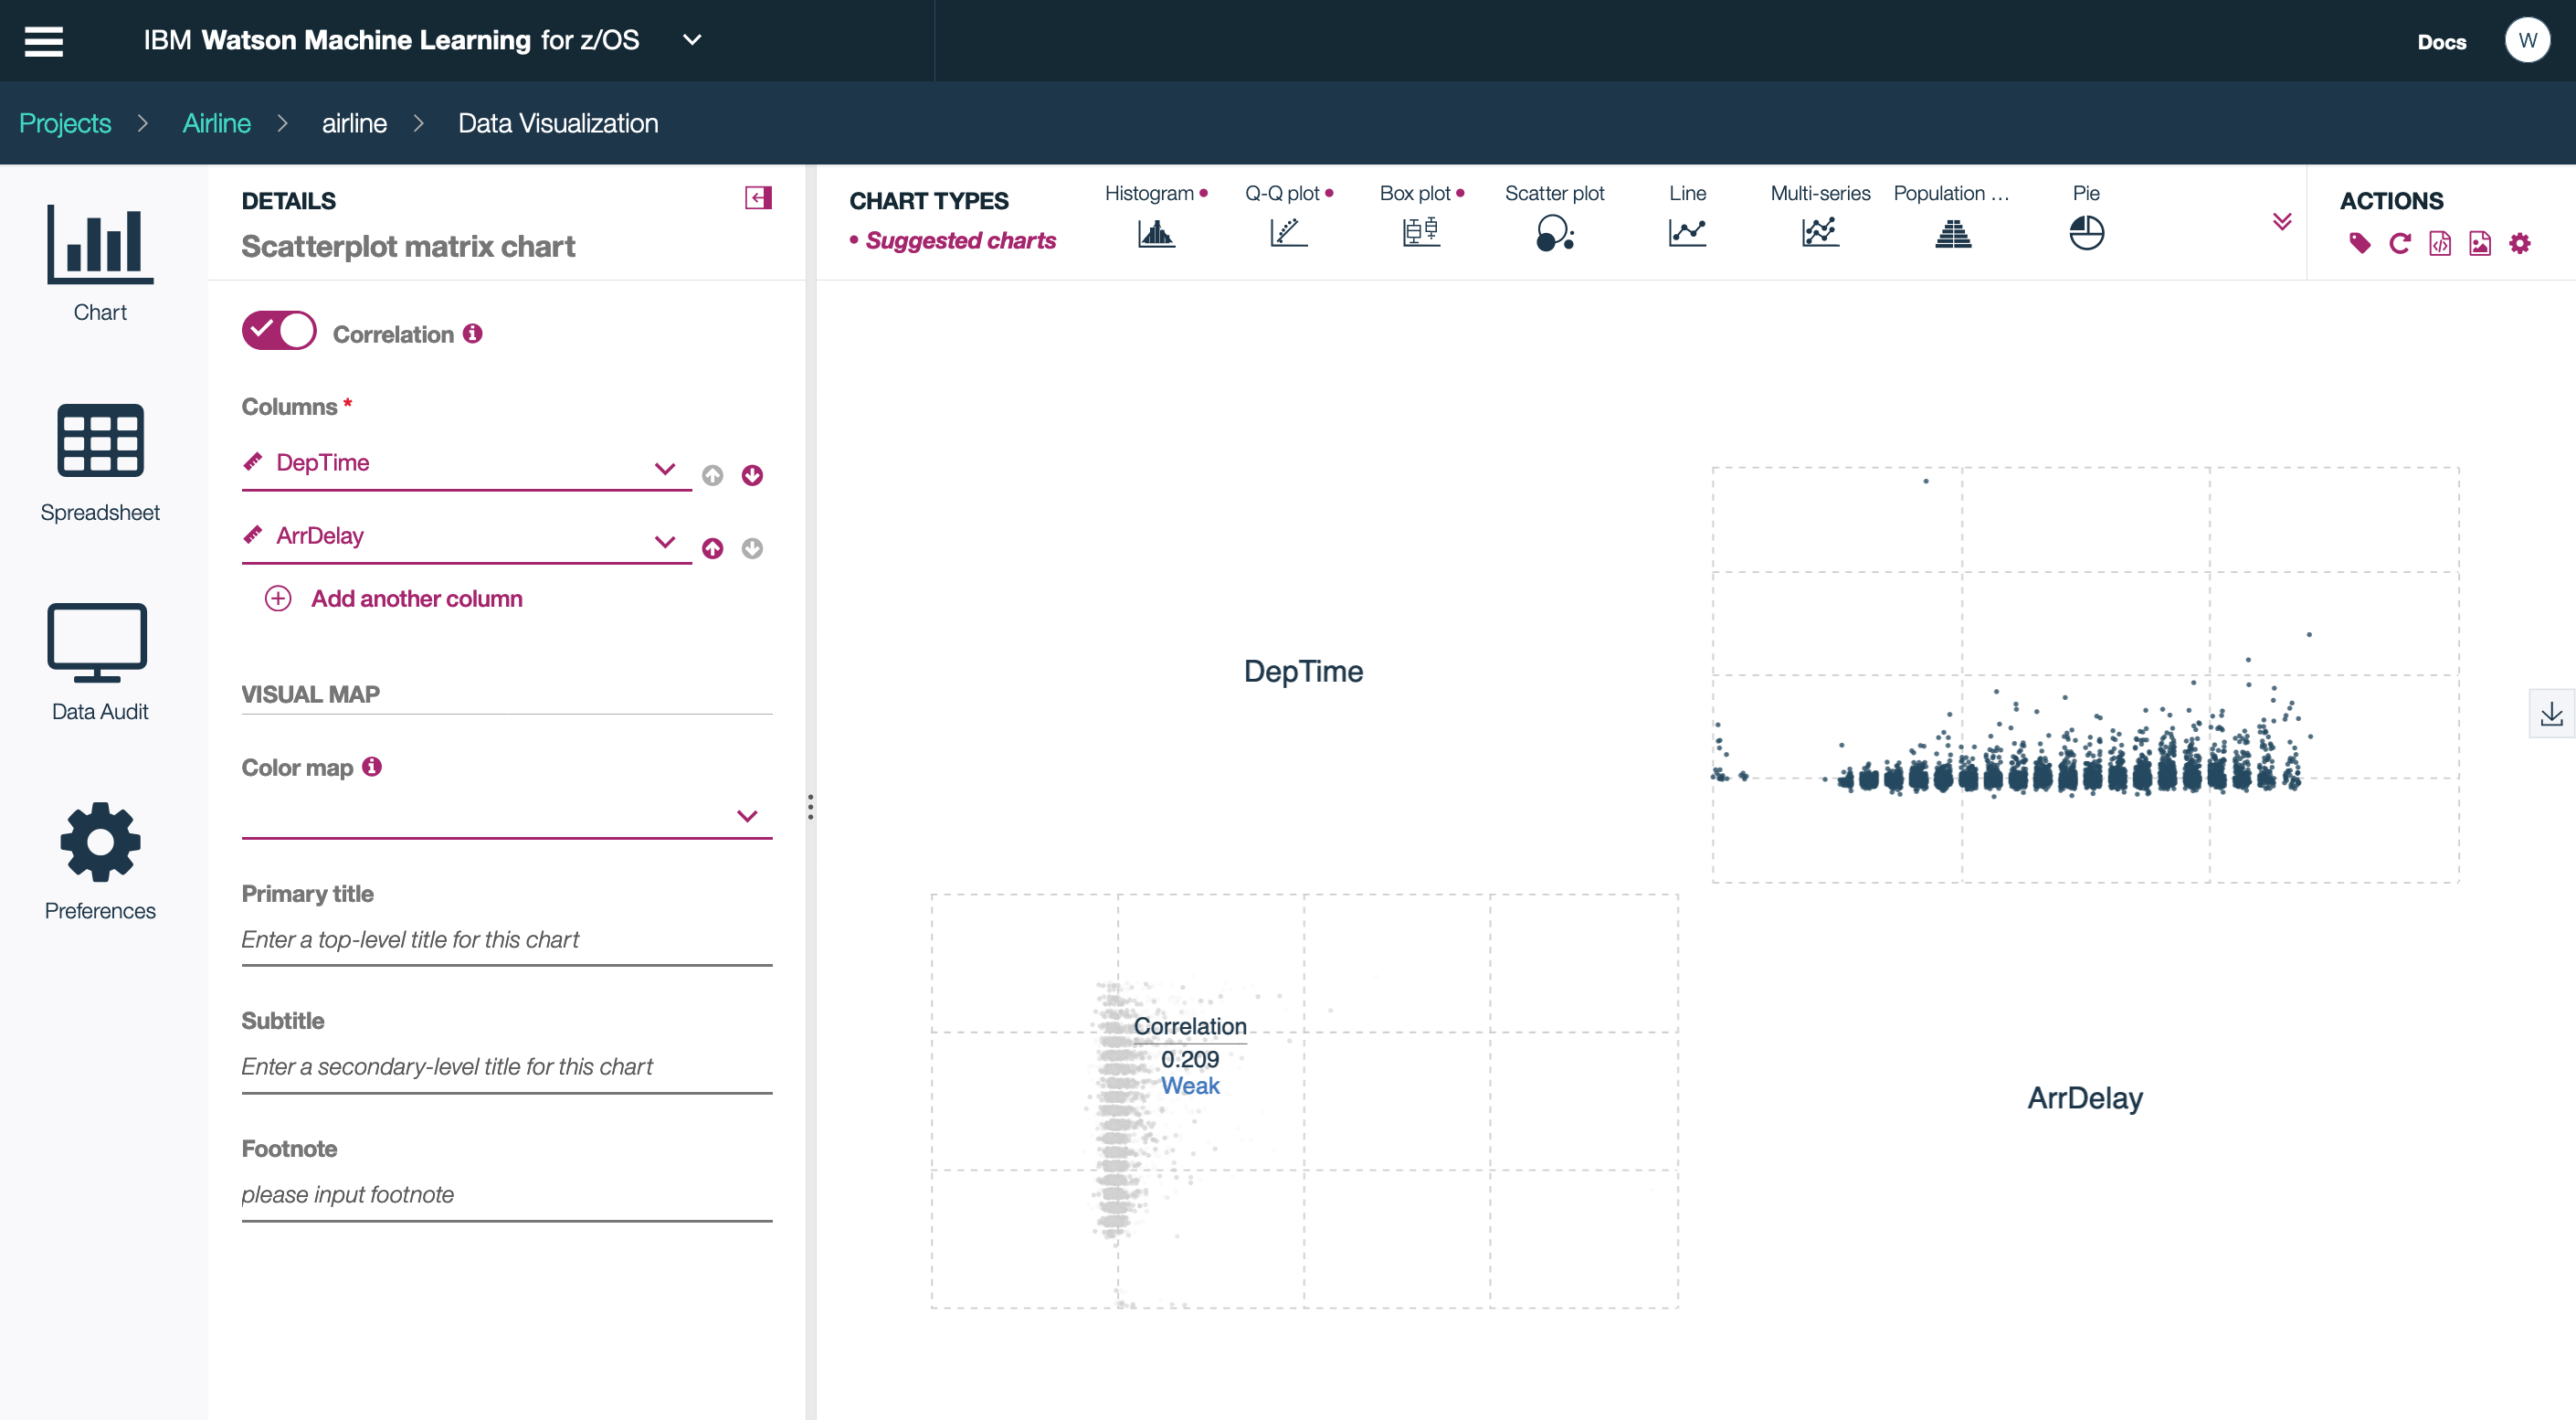 IBM Watson Machine Learning for z/OS
Docs
W
Projects
Airline
airline
Data Visualization
Chart
Spreadsheet
Data Audit
Preferences
DETAILS
Scatterplot matrix chart
Correlation
Columns *
DepTime
ArrDelay
Add another column
VISUAL MAP
Color map
Primary title
Enter a top-level title for this chart
Subtitle
Enter a secondary-level title for this chart
Footnote
please input footnote
CHART TYPES
• Suggested charts
Histogram •
Q-Q plot •
Box plot •
Scatter plot
Line
Multi-series
Population ...
Pie
ACTIONS
DepTime
Correlation
0.209
Weak
ArrDelay